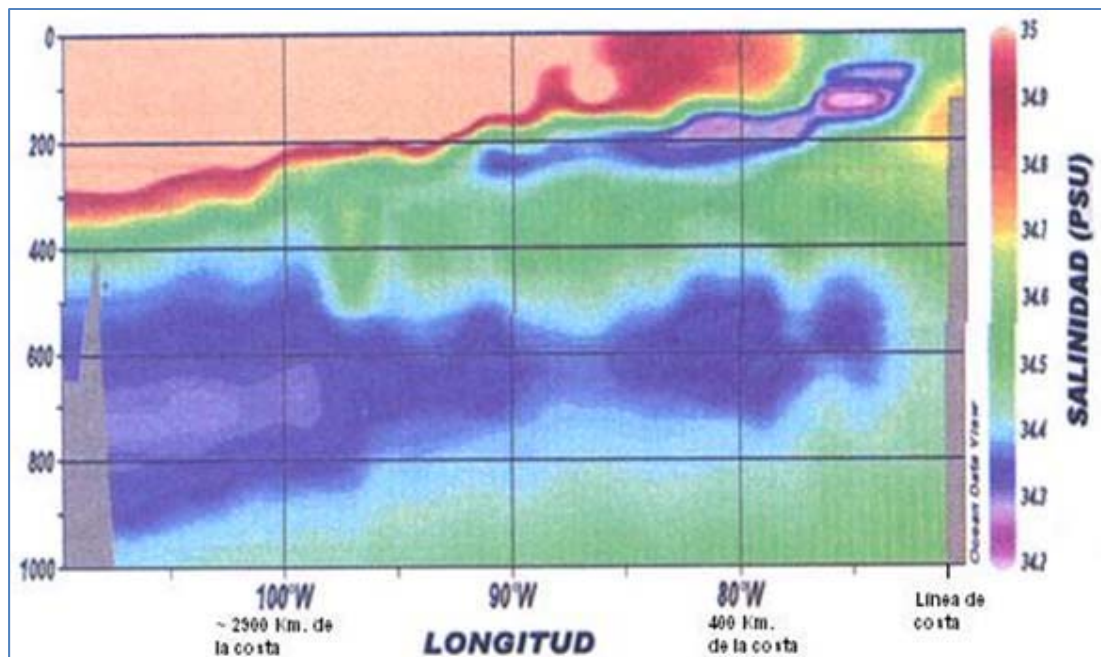 0
200
400
600
800
1000
100°W
90°W
80°W
~ 2900 Km. de
la costa
LONGITUD
400 Km.
de la costa
Línea de
costa
Ocean Data View
35
34.9
34.8
34.7
34.6
34.5
34.4
34.3
34.2
SALINIDAD (PSU)